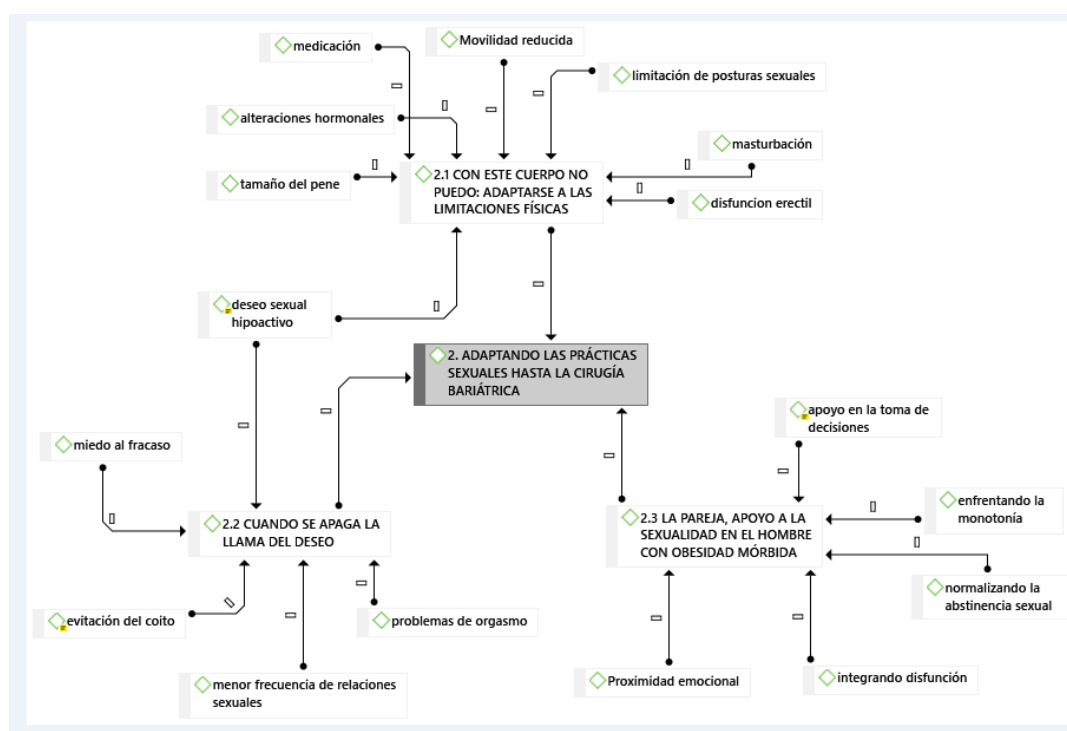 medicación
Movilidad reducida
limitación de posturas sexuales
alteraciones hormonales
masturbación
tamaño del pene
2.1 CON ESTE CUERPO NO
PUEDO: ADAPTARSE A LAS
LIMITACIONES FÍSICAS
disfuncion erectil
deseo sexual
hipoactivo
2. ADAPTANDO LAS PRÁCTICAS
SEXUALES HASTA LA CIRUGÍA
BARIÁTRICA
apoyo en la toma de
decisiones
miedo al fracaso
enfrentando la
monotonía
2.2 CUANDO SE APAGA LA
LLAMA DEL DESEO
2.3 LA PAREJA, APOYO A LA
SEXUALIDAD EN EL HOMBRE
CON OBESIDAD MÓRBIDA
normalizando la
abstinencia sexual
evitación del coito
problemas de orgasmo
menor frecuencia de relaciones
sexuales
Proximidad emocional
integrando disfunción